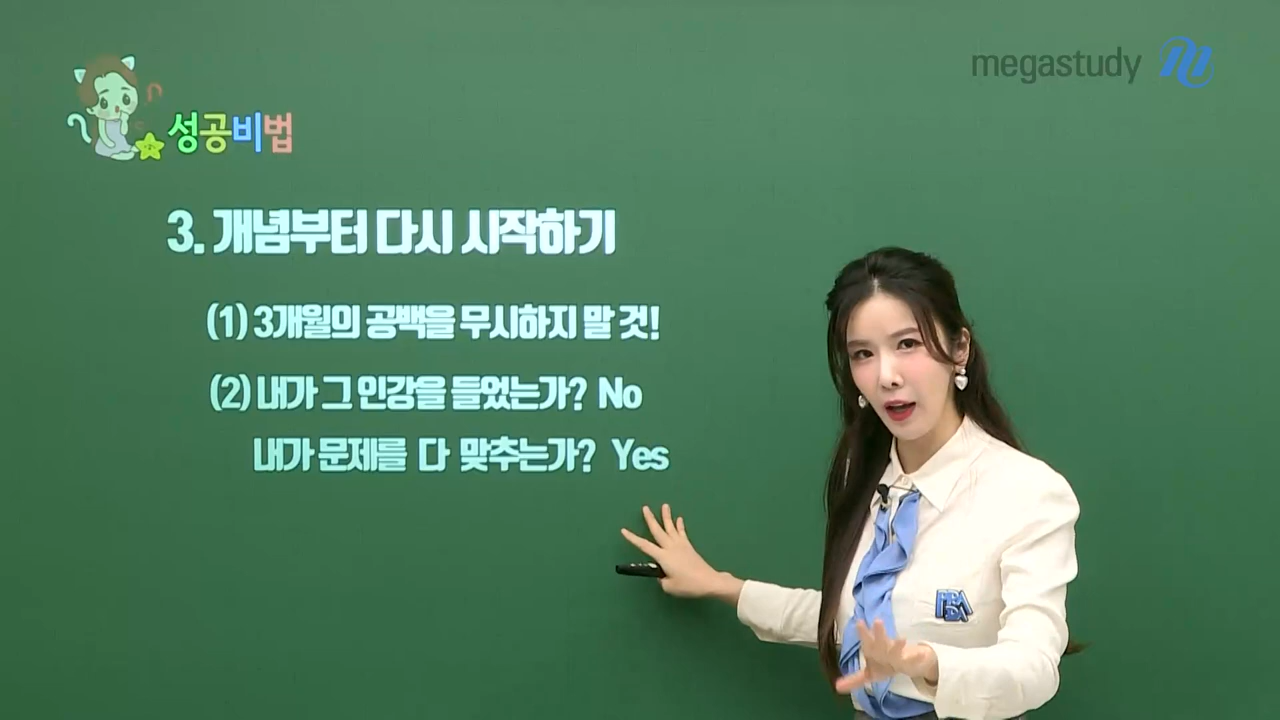 megastudy
성공비법
3. 개념부터 다시 시작하기
(1) 3개월의 공백을 무시하지 말 것!
(2) 내가 그 인강을 들었는가? No
내가 문제를 다 맞추는가? Yes
PRA
DA